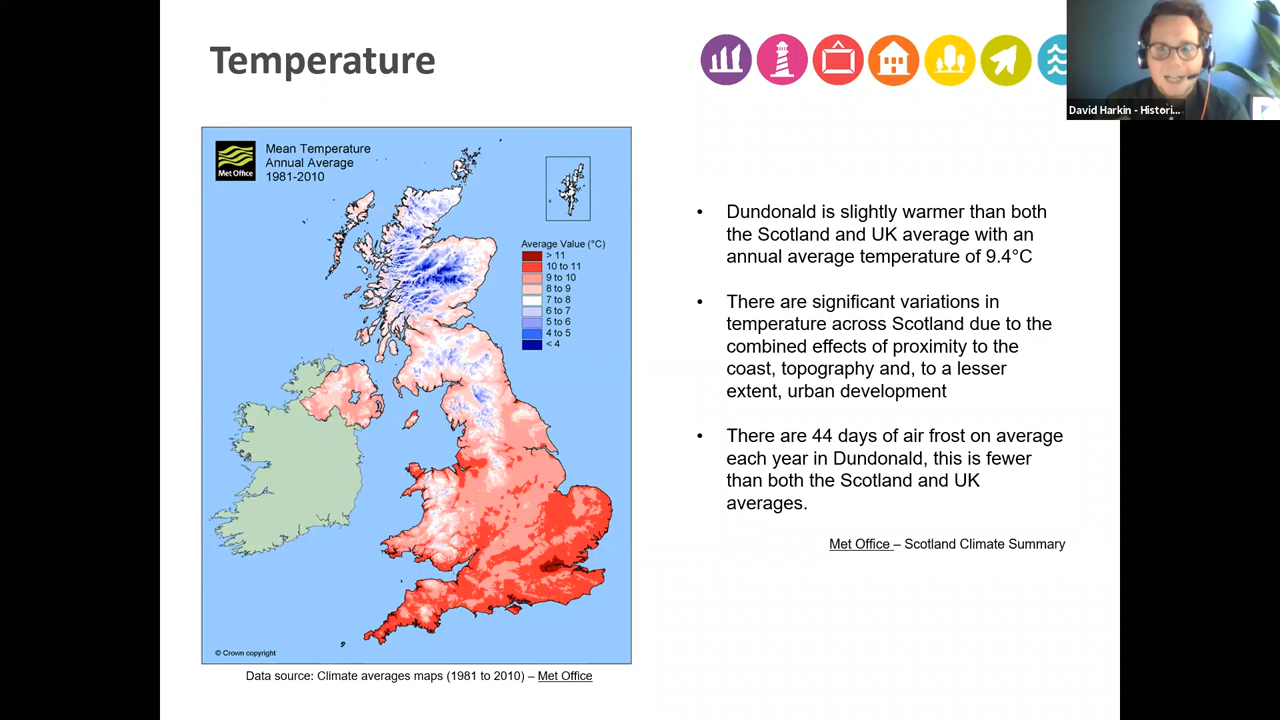 Temperature
David Harkin - Histori...
Met Office
Mean Temperature
Annual Average
1981-2010
Average Value (°C)
> 11
10 to 11
9 to 10
8 to 9
7 to 8
6 to 7
5 to 6
4 to 5
< 4
© Crown copyright
Data source: Climate averages maps (1981 to 2010) – Met Office
• Dundonald is slightly warmer than both
the Scotland and UK average with an
annual average temperature of 9.4°C
• There are significant variations in
temperature across Scotland due to the
combined effects of proximity to the
coast, topography and, to a lesser
extent, urban development
• There are 44 days of air frost on average
each year in Dundonald, this is fewer
than both the Scotland and UK
averages.
Met Office – Scotland Climate Summary